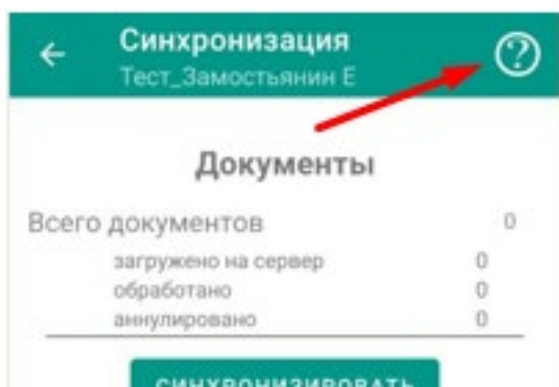 Синхронизация
Тест_Замостьянин Е
Документы
Всего документов 0
загружено на сервер 0
обработано 0
аннулировано 0
СИНХРОНИЗИРОВАТЬ